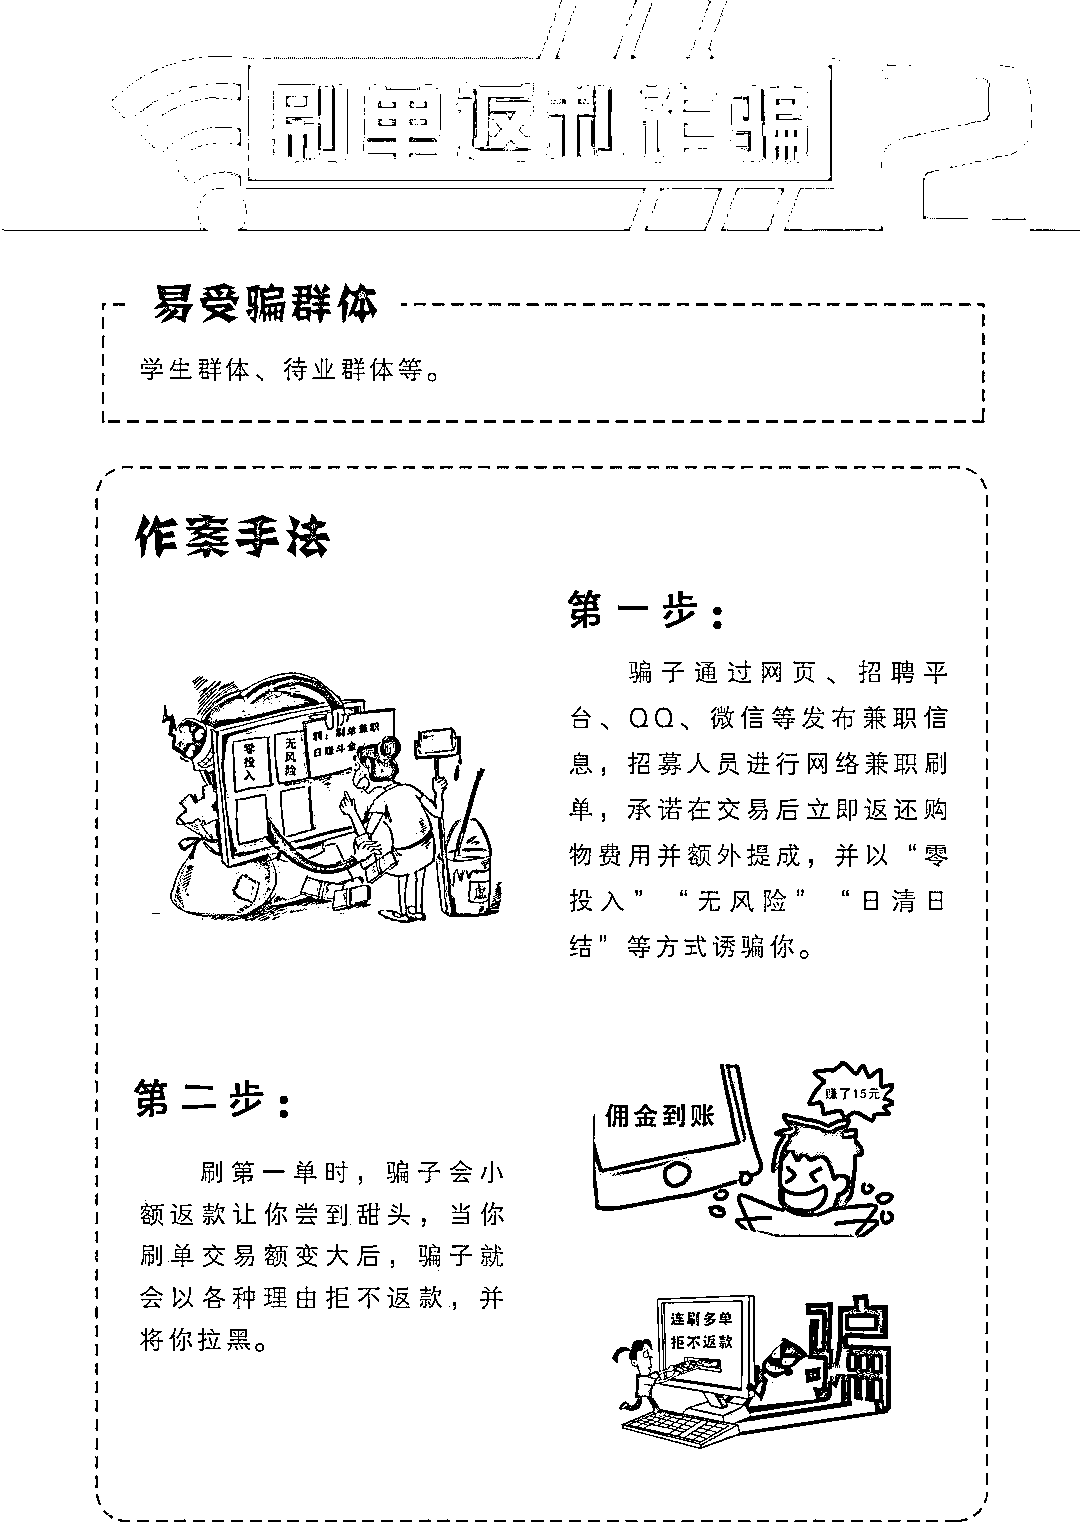 刷单返利诈骗
2
易受骗群体
学生群体、待业群体等。
作案手法
第一步：
骗子通过网页、招聘平
台、QQ、微信等发布兼职信
息，招募人员进行网络兼职刷
单，承诺在交易后立即返还购
物费用并额外提成，并以“零
投入”“无风险”“日清日
结”等方式诱骗你。
零投入
无风险
聘：刷单兼职
日赚斗金
第二步：
刷第一单时，骗子会小
额返款让你尝到甜头，当你
刷单交易额变大后，骗子就
会以各种理由拒不返款，并
将你拉黑。
佣金到账
赚了15元
连刷多单
拒不返款
骗